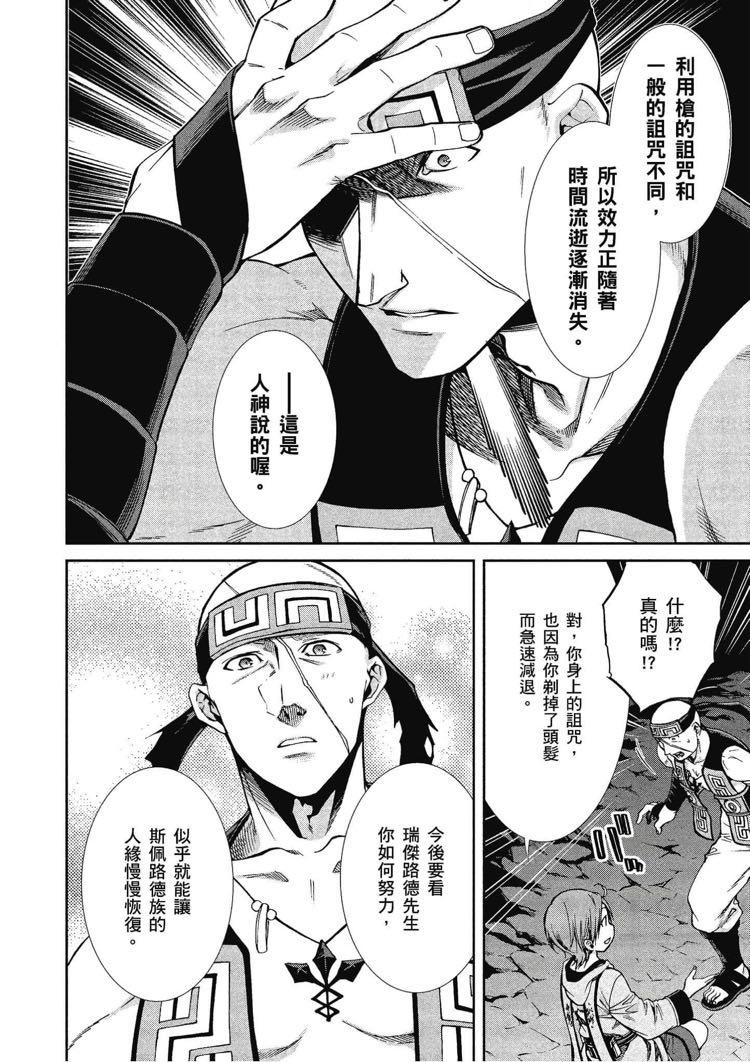 利用槍的詛咒和
一般的詛咒不同，
所以效力正隨著
時間流逝逐漸消失。
——這是
人神說的喔。
什麼!?
真的嗎!?
對，你身上的詛咒，
也因為你剃掉了頭髮
而急速減退。
今後要看
瑞傑路德先生
你如何努力，
似乎就能讓
斯佩路德族的
人緣慢慢恢復。